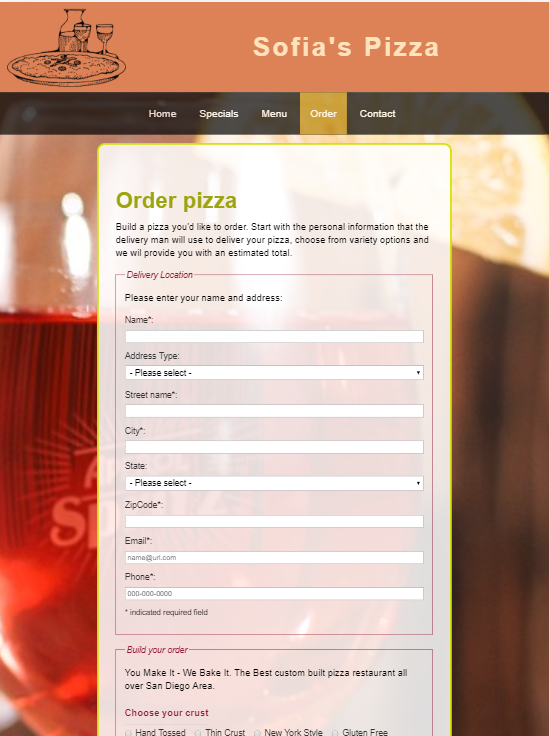 Sofia's Pizza
Home Specials Menu Order Contact
Order pizza
Build a pizza you'd like to order. Start with the personal information that the
delivery man will use to deliver your pizza, choose from variety options and
we wil provide you with an estimated total.
Delivery Location
Please enter your name and address:
Name*:
Address Type:
- Please select -
Street name*:
City*:
State:
- Please select -
ZipCode*:
Email*:
name@url.com
Phone*:
000-000-0000
* indicated required field
Build your order
You Make It - We Bake It. The Best custom built pizza restaurant all
over San Diego Area.
Choose your crust
Hand Tossed Thin Crust New York Style Gluten Free